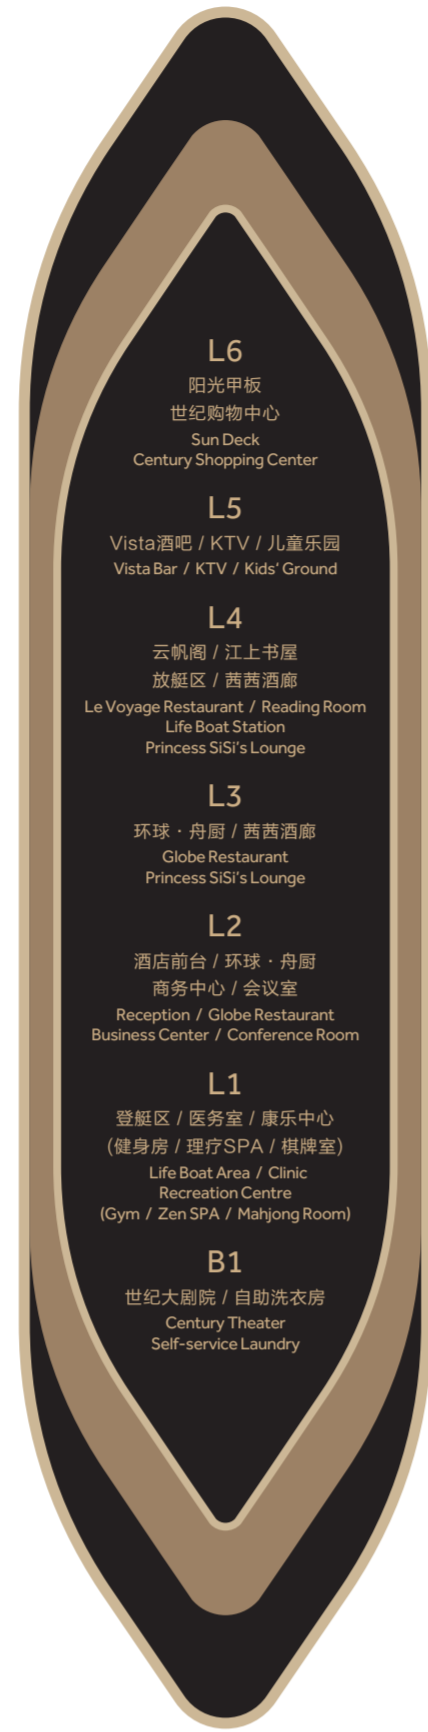 L6
阳光甲板
世纪购物中心
Sun Deck
Century Shopping Center
L5
Vista酒吧 / KTV / 儿童乐园
Vista Bar / KTV / Kids‘ Ground
L4
云帆阁 / 江上书屋
放艇区 / 茜茜酒廊
Le Voyage Restaurant / Reading Room
Life Boat Station
Princess SiSi's Lounge
L3
环球 · 舟厨 / 茜茜酒廊
Globe Restaurant
Princess SiSi's Lounge
L2
酒店前台 / 环球 · 舟厨
商务中心 / 会议室
Reception / Globe Restaurant
Business Center / Conference Room
L1
登艇区 / 医务室 / 康乐中心
(健身房 / 理疗SPA / 棋牌室)
Life Boat Area / Clinic
Recreation Centre
(Gym / Zen SPA / Mahjong Room)
B1
世纪大剧院 / 自助洗衣房
Century Theater
Self-service Laundry